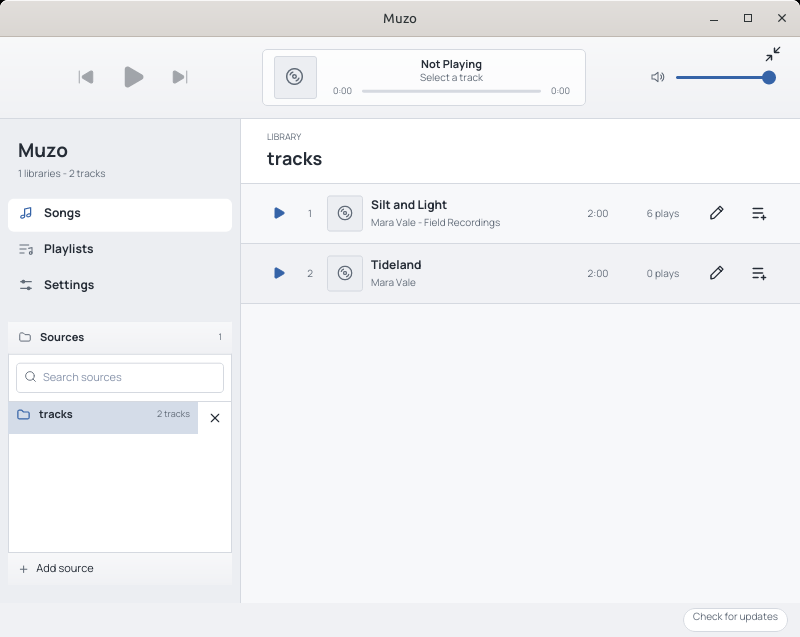 Muzo
Not Playing
Select a track
0:00
0:00
Muzo
1 libraries - 2 tracks
Songs
Playlists
Settings
Sources
1
Search sources
tracks
2 tracks
Add source
LIBRARY
tracks
1
Silt and Light
Mara Vale - Field Recordings
2:00
6 plays
2
Tideland
Mara Vale
2:00
0 plays
Check for updates